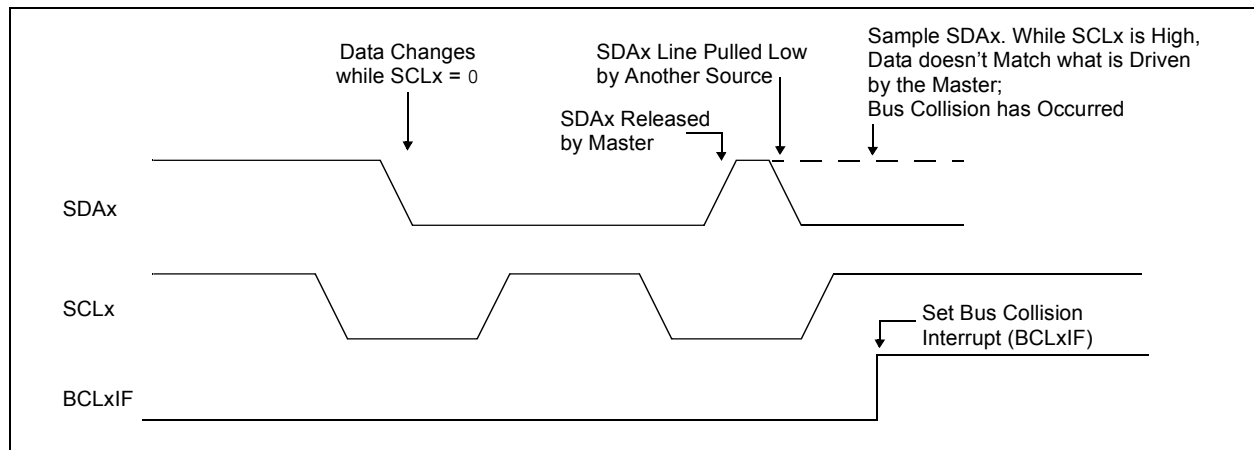 Data Changes
while SCLx = 0
SDAx Line Pulled Low
by Another Source
Sample SDAx. While SCLx is High,
Data doesn't Match what is Driven
by the Master;
Bus Collision has Occurred
SDAx Released
by Master
SDAx
SCLx
Set Bus Collision
Interrupt (BCLxIF)
BCLxIF